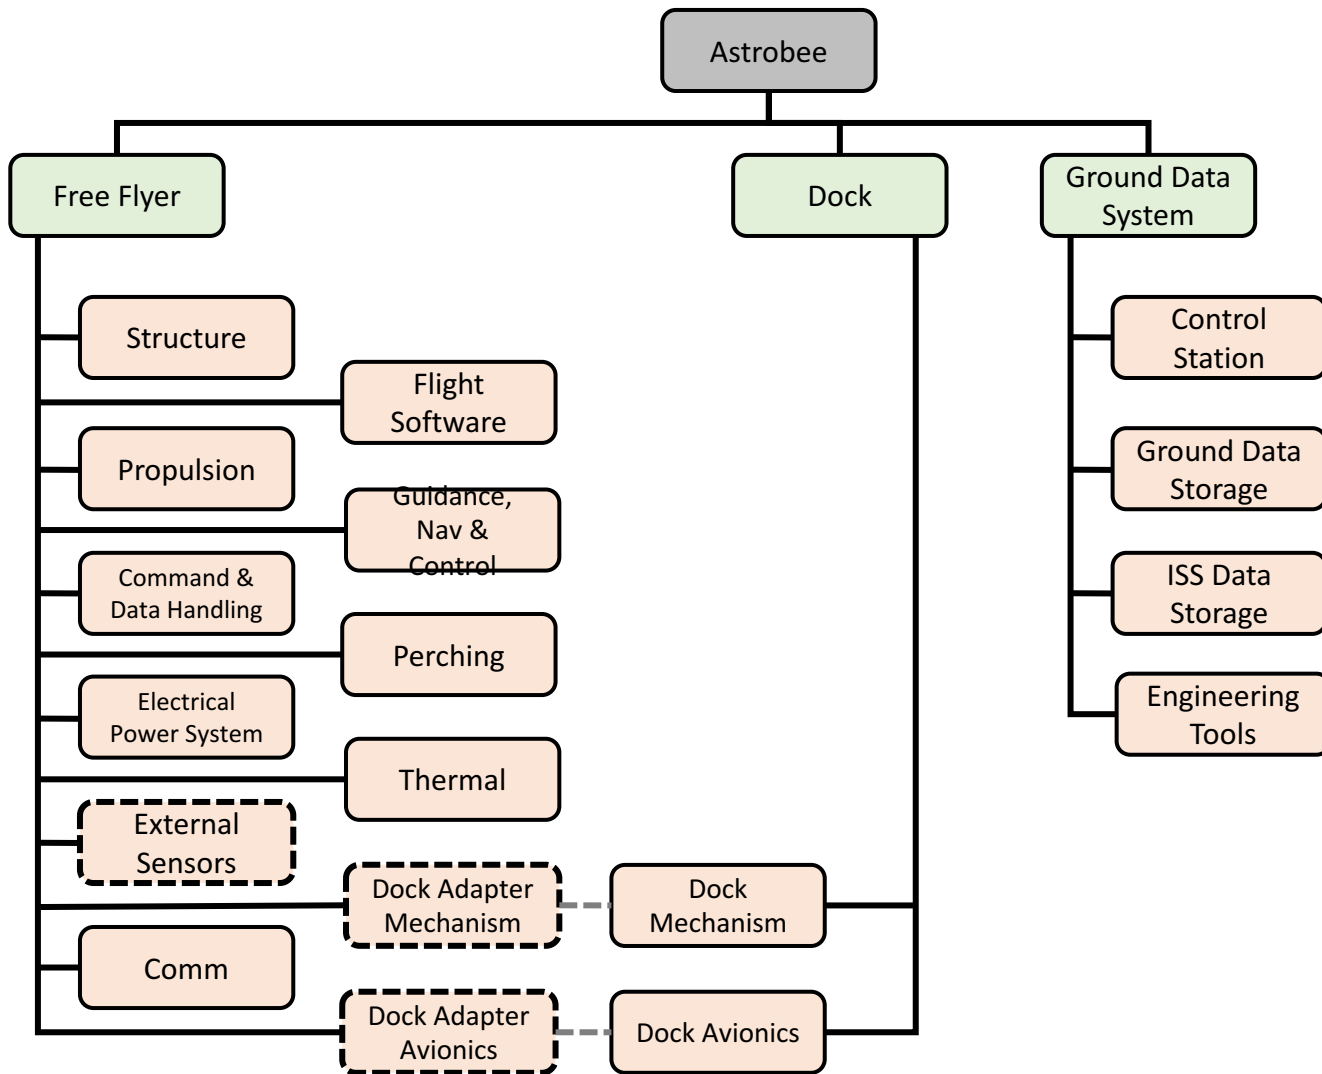 Astrobee
Free Flyer
Dock
Ground Data
System
Structure
Flight
Software
Propulsion
Guidance,
Nav &
Control
Command &
Data Handling
Perching
Electrical
Power System
Thermal
External
Sensors
Dock Adapter
Mechanism
Dock
Mechanism
Comm
Dock Adapter
Avionics
Dock Avionics
Control
Station
Ground Data
Storage
ISS Data
Storage
Engineering
Tools